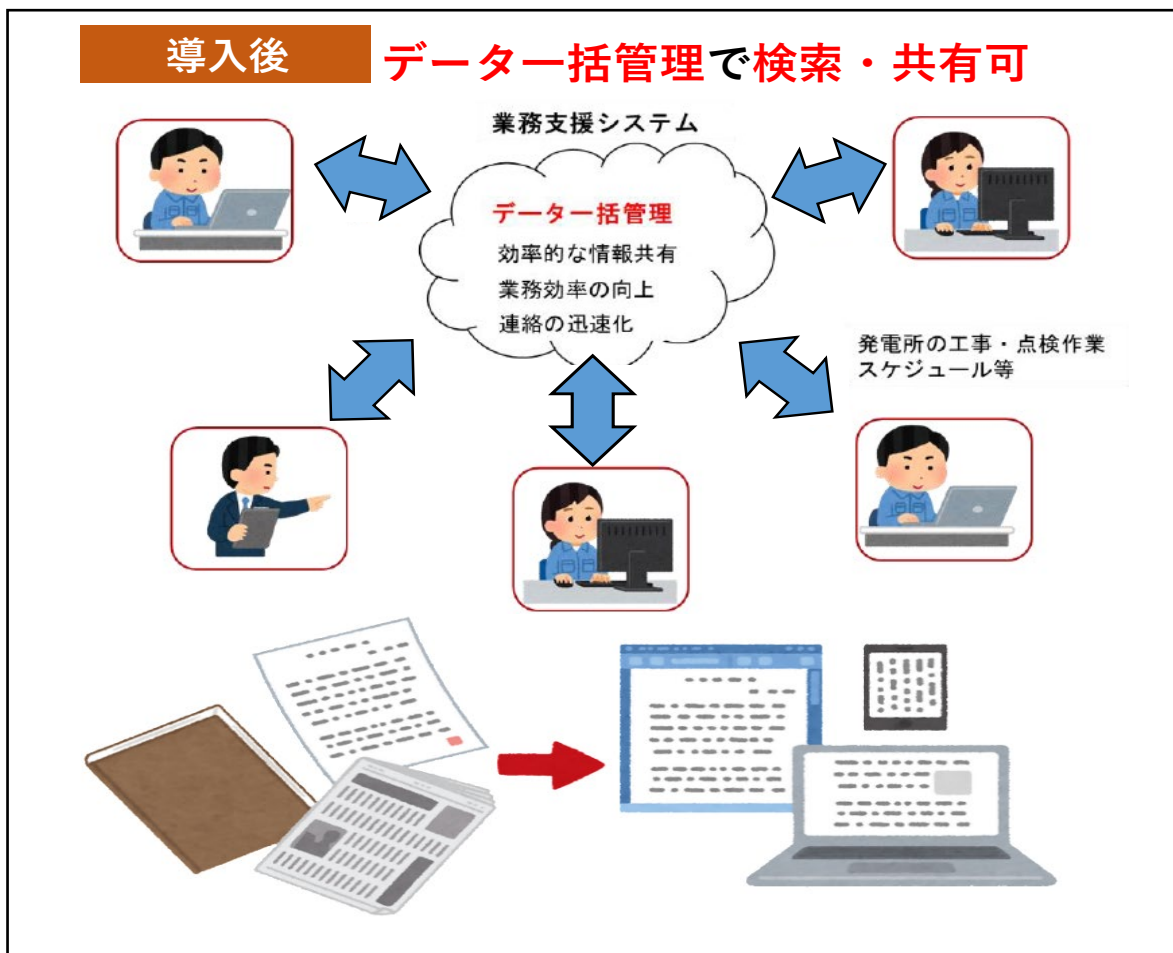 導入後
データ一括管理で検索・共有可
業務支援システム
データ一括管理
効率的な情報共有
業務効率の向上
連絡の迅速化
発電所の工事・点検作業
スケジュール等